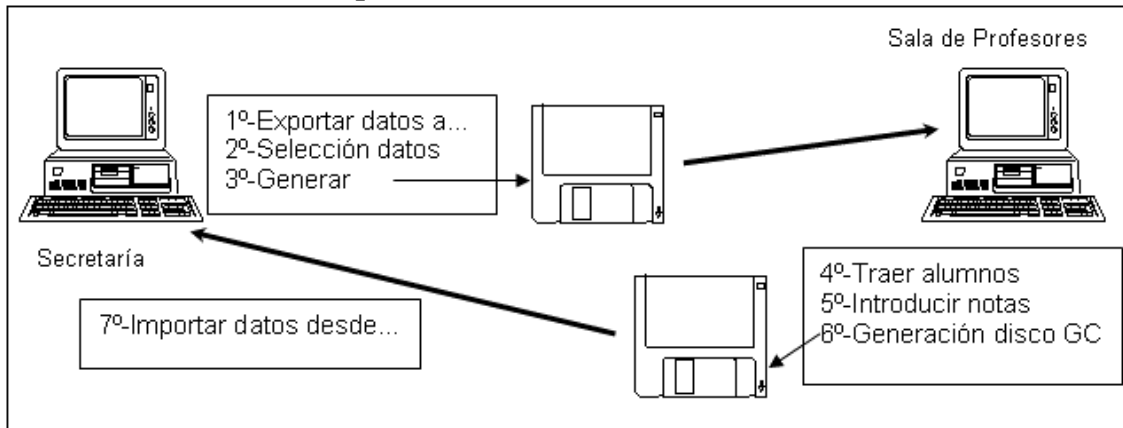 Sala de Profesores
1º-Exportar datos a...
2º-Selección datos
3º-Generar
Secretaría
4º-Traer alumnos
5º-Introducir notas
6º-Generación disco GC
7º-Importar datos desde...